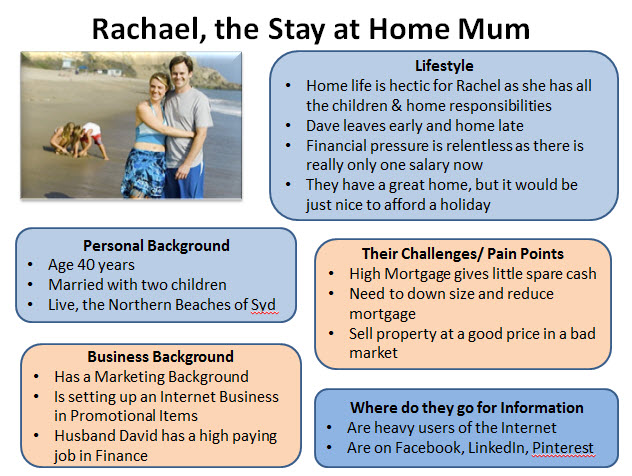 Rachael, the Stay at Home Mum
Lifestyle
• Home life is hectic for Rachel as she has all
the children & home responsibilities
• Dave leaves early and home late
• Financial pressure is relentless as there is
really only one salary now
• They have a great home, but it would be
just nice to afford a holiday
Personal Background
• Age 40 years
• Married with two children
• Live, the Northern Beaches of Syd
Their Challenges/ Pain Points
• High Mortgage gives little spare cash
• Need to down size and reduce
mortgage
• Sell property at a good price in a bad
market
Business Background
• Has a Marketing Background
• Is setting up an Internet Business
in Promotional Items
• Husband David has a high paying
job in Finance
Where do they go for Information
• Are heavy users of the Internet
• Are on Facebook, LinkedIn, Pinterest